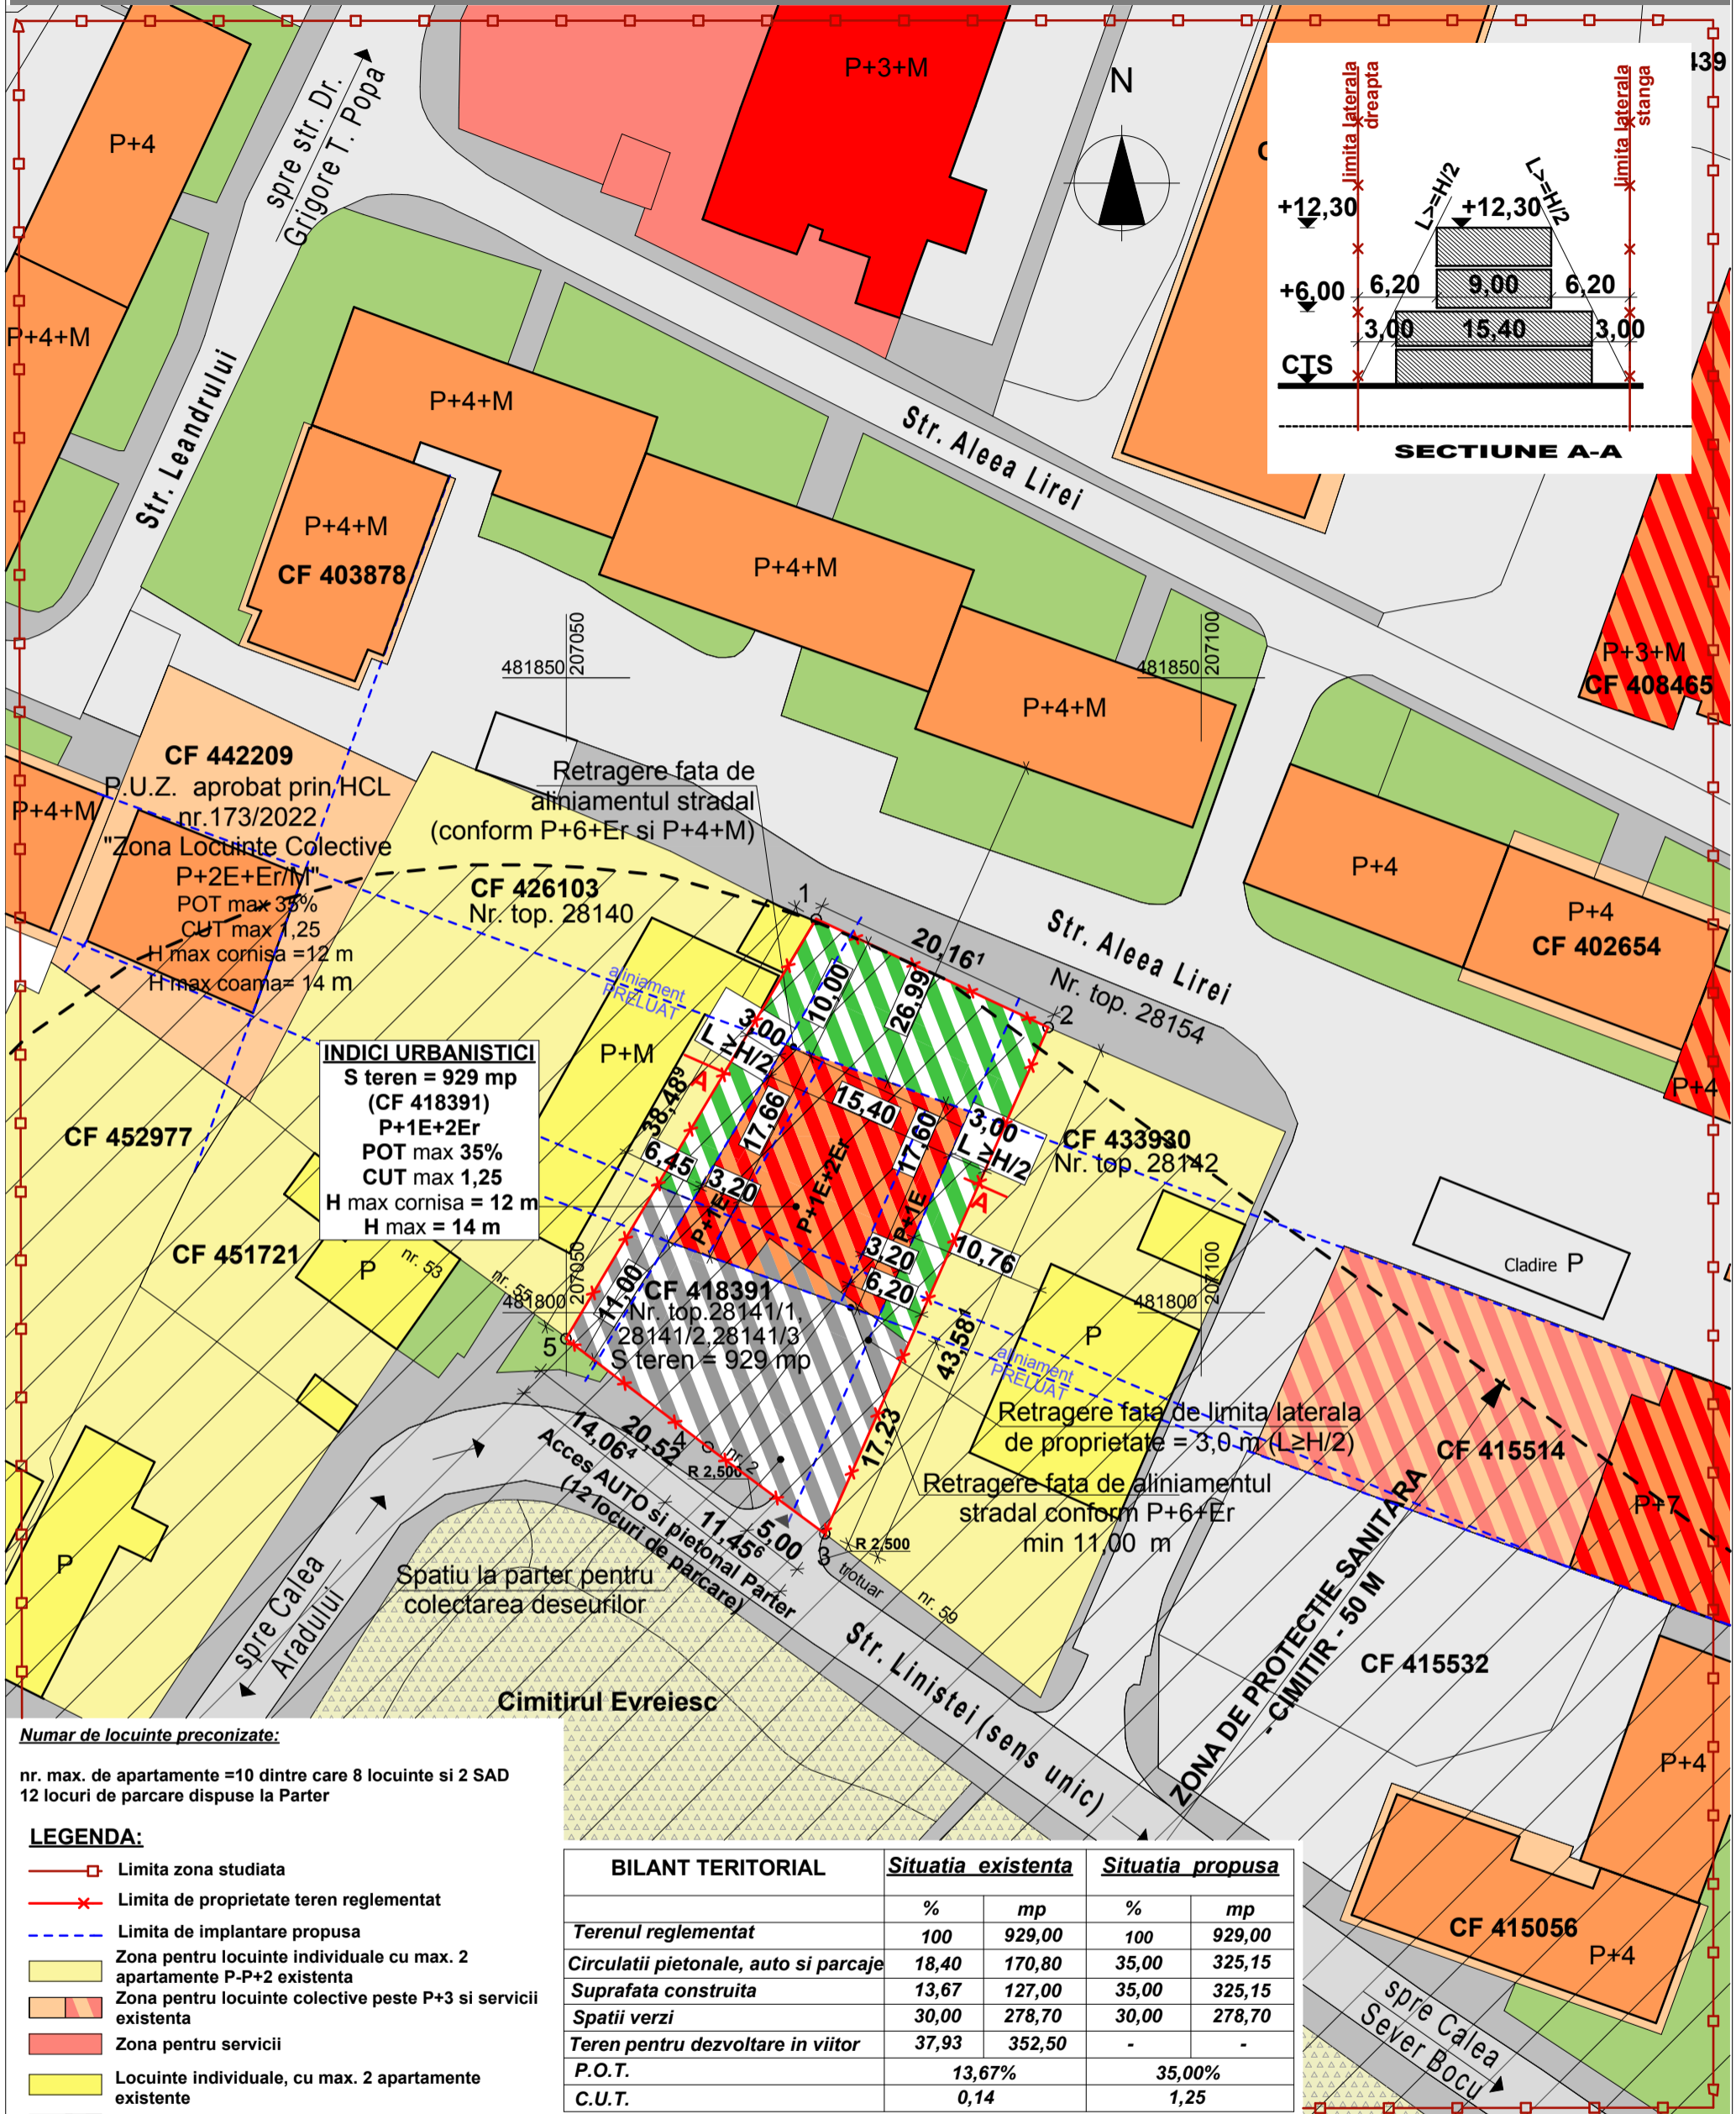 P+4
spre str. Dr.
Grigore T. Popa
P+3+M
N
439
limita laterala
dreapta
limita laterala
stanga
L>=H/2
L>=H/2
+12,30
+12,30
+6,00
6,20
9,00
6,20
3,00
15,40
3,00
CTS
SECTIUNE A-A
P+4+M
Str. Leandrului
P+4+M
P+4+M
CF 403878
Str. Aleea Lirei
P+4+M
P+4+M
481850
207050
481850
207100
P+3+M
CF 408465
CF 442209
P.U.Z. aprobat prin HCL
nr.173/2022
"Zona Locuinte Colective
P+2E+Er/M"
POT max 35%
CUT max 1,25
H max cornisa =12 m
H max coama= 14 m
P+4+M
Retragere fata de
aliniamentul stradal
(conform P+6+Er si P+4+M)
CF 426103
Nr. top. 28140
P+4
P+4
CF 402654
P+4
1
20,16¹
Str. Aleea Lirei
Nr. top. 28154
2
aliniament
PRELUAT
P+M
10,00
26,99
3,00
L ≥H/2
A
38,48⁹
17,66
15,40
17,60
3,00
L ≥H/2
A
6,45
3,20
P+1E
P+1E+2Er
P+1E
3,20
6,20
10,76
INDICI URBANISTICI
S teren = 929 mp
(CF 418391)
P+1E+2Er
POT max 35%
CUT max 1,25
H max cornisa = 12 m
H max = 14 m
CF 452977
CF 451721
P
nr. 53
nr. 55
481800
207050
481800
207100
CF 433930
Nr. top. 28142
Cladire P
11,00
CF 418391
Nr. top.28141/1,
28141/2,28141/3
S teren = 929 mp
5
43,58¹
P
aliniament
PRELUAT
Retragere fata de limita laterala
de proprietate = 3,0 m (L≥H/2)
CF 415514
P+7
17,23
14,06⁴
20,52
4
nr. 2
R 2,500
Retragere fata de aliniamentul
stradal conform P+6+Er
min 11,00 m
Acces AUTO si pietonal Parter
(12 locuri de parcare)
11,45⁶
5,00
3
R 2,500
trotuar
nr. 59
P
spre Calea
Aradului
Spatiu la parter pentru
colectarea deseurilor
Str. Linistei (sens unic)
ZONA DE PROTECTIE SANITARA
- CIMITIR - 50 M
CF 415532
Cimitirul Evreiesc
P+4
CF 415056
P+4
spre Calea
Sever Bocu
Numar de locuinte preconizate:
nr. max. de apartamente =10 dintre care 8 locuinte si 2 SAD
12 locuri de parcare dispuse la Parter
LEGENDA:
Limita zona studiata
Limita de proprietate teren reglementat
Limita de implantare propusa
Zona pentru locuinte individuale cu max. 2
apartamente P-P+2 existenta
Zona pentru locuinte colective peste P+3 si servicii
existenta
Zona pentru servicii
Locuinte individuale, cu max. 2 apartamente
existente
BILANT TERITORIAL Situatia existenta Situatia propusa
% mp % mp
Terenul reglementat 100 929,00 100 929,00
Circulatii pietonale, auto si parcaje 18,40 170,80 35,00 325,15
Suprafata construita 13,67 127,00 35,00 325,15
Spatii verzi 30,00 278,70 30,00 278,70
Teren pentru dezvoltare in viitor 37,93 352,50 - -
P.O.T. 13,67% 35,00%
C.U.T. 0,14 1,25